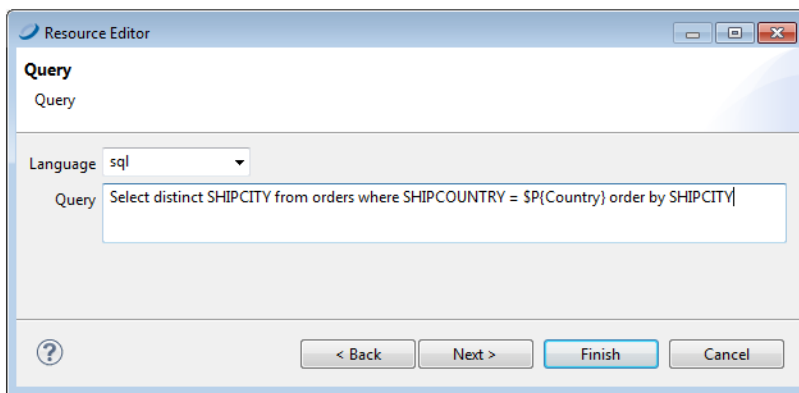 Resource Editor
Query
Query
Language sql
Query Select distinct SHIPCITY from orders where SHIPCOUNTRY = $P{Country} order by SHIPCITY
? < Back Next > Finish Cancel